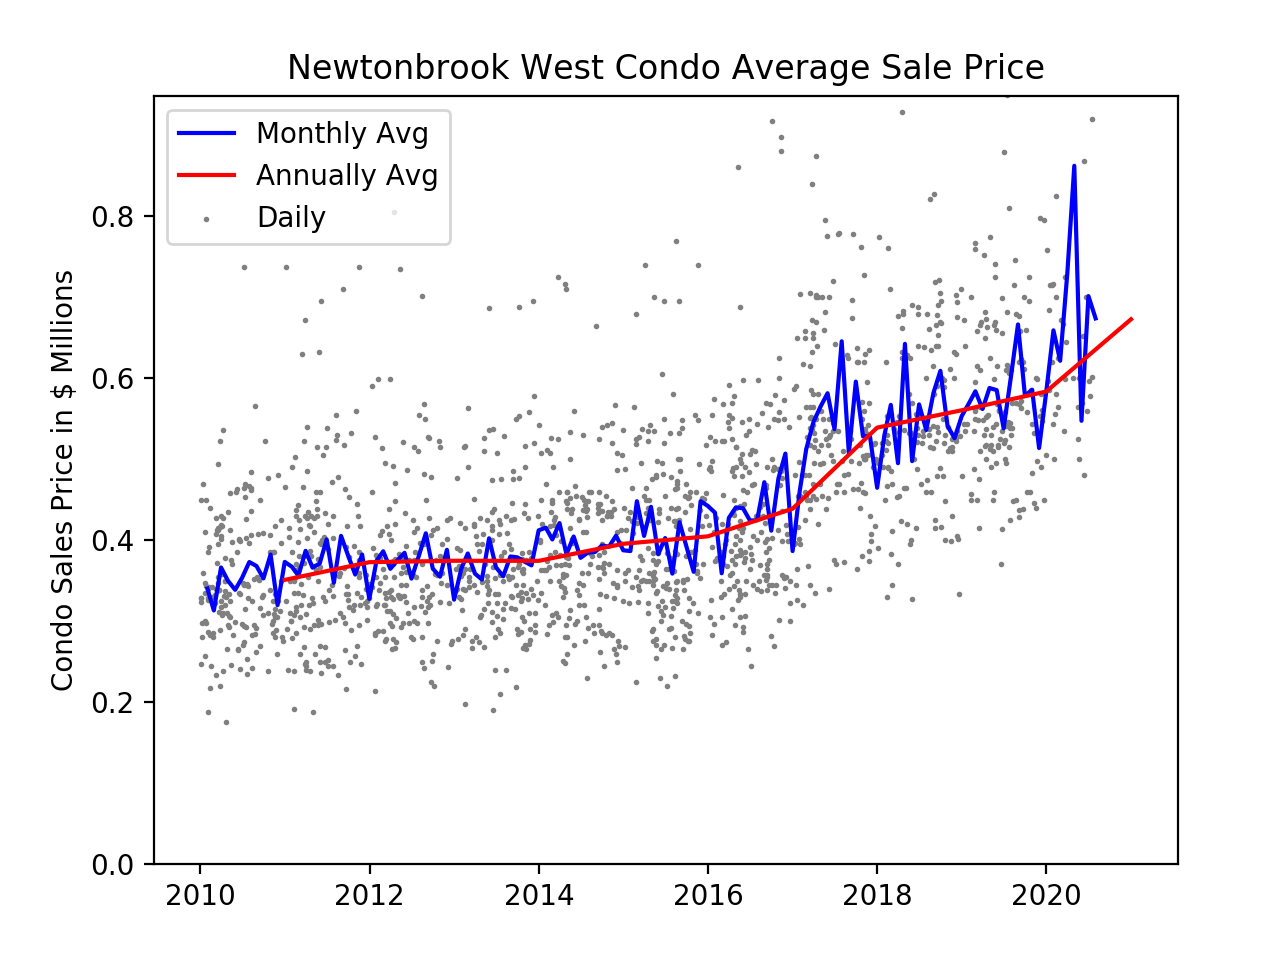 Newtonbrook West Condo Average Sale Price
Monthly Avg
Annually Avg
Daily
Condo Sales Price in $ Millions
0.8
0.6
0.4
0.2
0.0
2010 2012 2014 2016 2018 2020